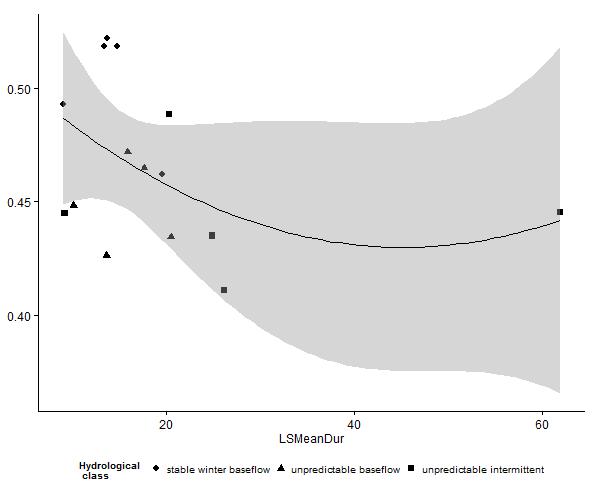 0.50
0.45
0.40
20 40 60
LSMeanDur
Hydrological class stable winter baseflow unpredictable baseflow unpredictable intermittent